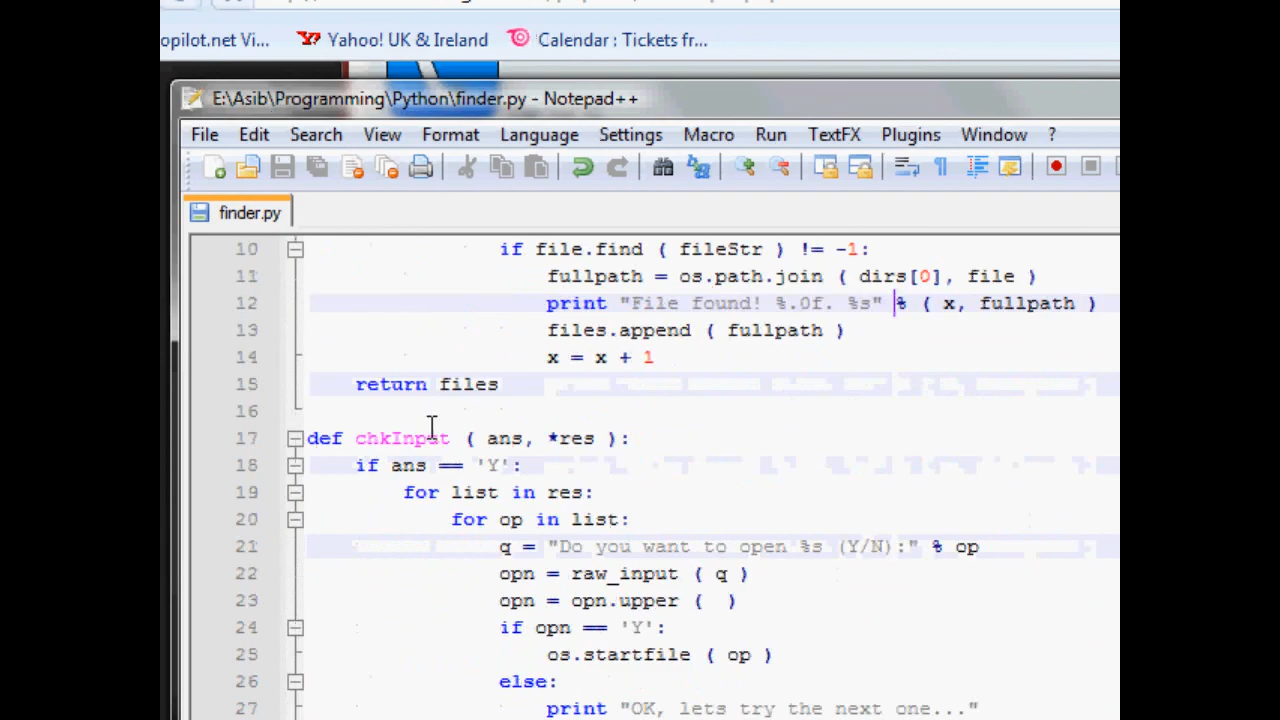 opilot.net Vi... Yahoo! UK & Ireland Calendar : Tickets fr...
E:\Asib\Programming\Python\finder.py - Notepad++
File Edit Search View Format Language Settings Macro Run TextFX Plugins Window ?
finder.py
10 if file.find ( fileStr ) != -1:
11 fullpath = os.path.join ( dirs[0], file )
12 print "File found! %.0f. %s" % ( x, fullpath )
13 files.append ( fullpath )
14 x = x + 1
15 return files
16
17 def chkInput ( ans, *res ):
18 if ans == 'Y':
19 for list in res:
20 for op in list:
21 q = "Do you want to open %s (Y/N):" % op
22 opn = raw_input ( q )
23 opn = opn.upper (  )
24 if opn == 'Y':
25 os.startfile ( op )
26 else:
27 print "OK, lets try the next one..."